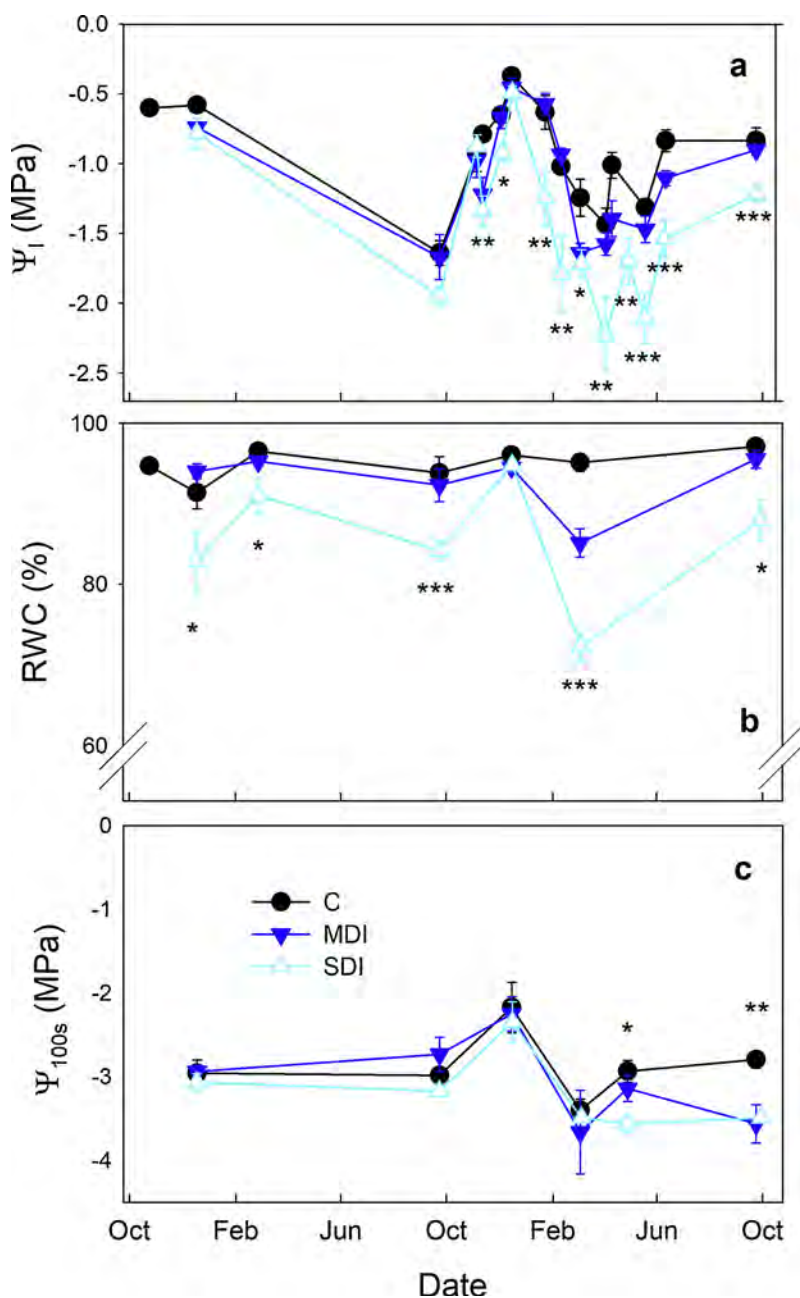 0.0
a
-0.5
-1.0
*
**
**
***
Ψl (MPa)
-1.5
***
*
**
-2.0
**
***
**
-2.5
100
*
*
RWC (%)
80
***
*
***
b
60
0
c
-1
C
MDI
SDI
Ψ100s (MPa)
-2
**
*
-3
-4
Oct Feb Jun Oct Feb Jun Oct
Date